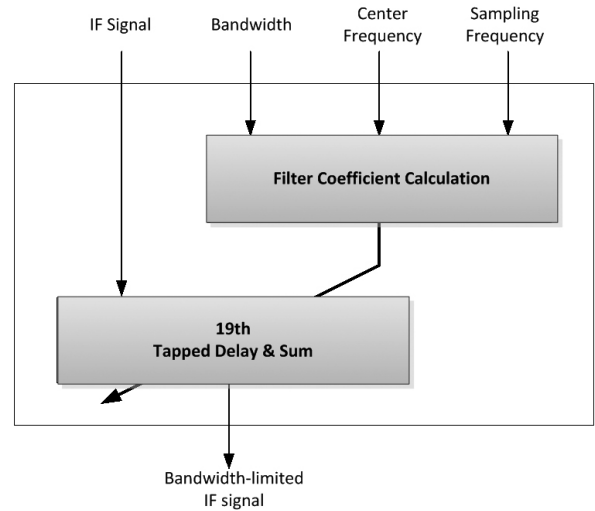 IF Signal
Bandwidth
Center
Frequency
Sampling
Frequency
Filter Coefficient Calculation
19th
Tapped Delay & Sum
Bandwidth-limited
IF signal